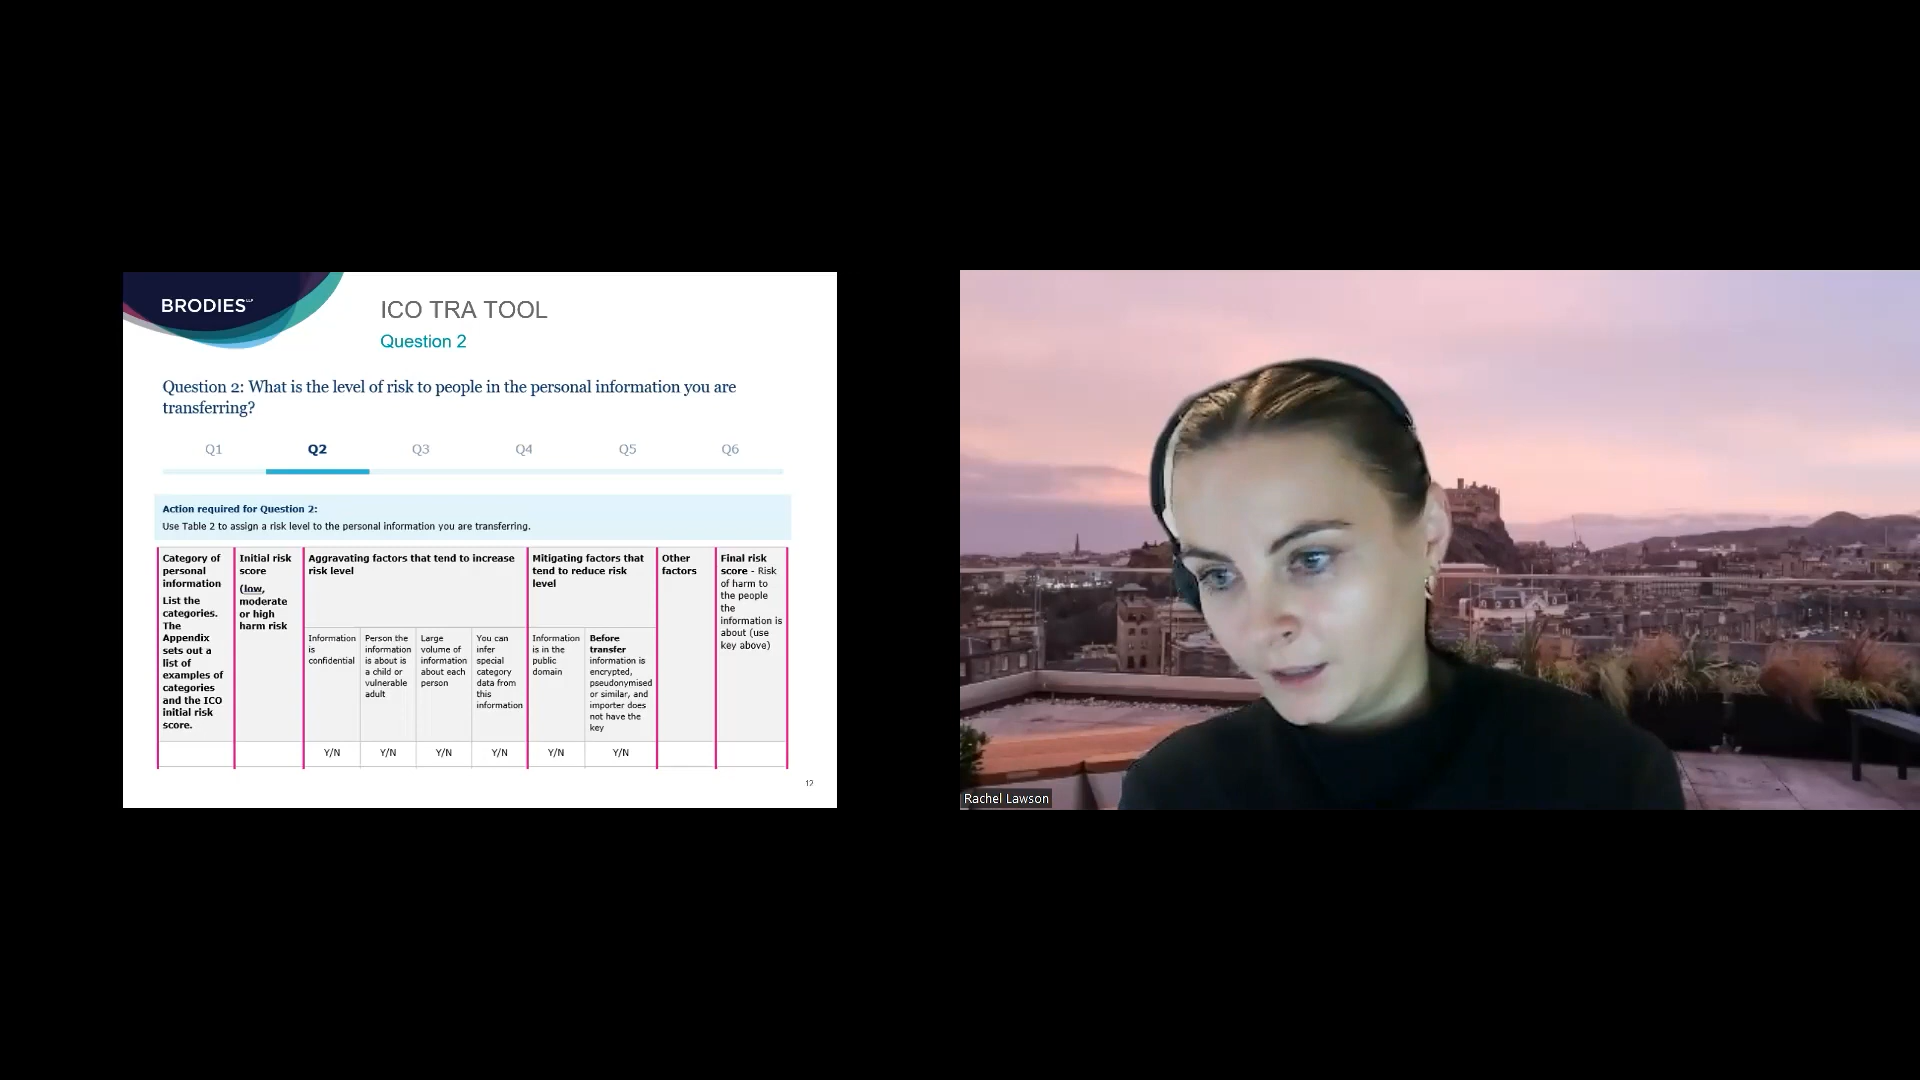 BRODIES LLP
ICO TRA TOOL
Question 2
Question 2: What is the level of risk to people in the personal information you are
transferring?
Q1 Q2 Q3 Q4 Q5 Q6
Action required for Question 2:
Use Table 2 to assign a risk level to the personal information you are transferring.
Category of
personal
information
List the
categories.
The
Appendix
sets out a
list of
examples of
categories
and the ICO
initial risk
score.
Initial risk
score
(low,
moderate
or high
harm risk
Aggravating factors that tend to increase
risk level
Information
is
confidential
Person the
information
is about is
a child or
vulnerable
adult
Large
volume of
information
about each
person
You can
infer
special
category
data from
this
information
Mitigating factors that
tend to reduce risk
level
Information
is in the
public
domain
Before
transfer
information is
encrypted,
pseudonymised
or similar, and
importer does
not have the
key
Other
factors
Final risk
score - Risk
of harm to
the people
the
information is
about (use
key above)
Y/N Y/N Y/N Y/N Y/N Y/N
12
Rachel Lawson